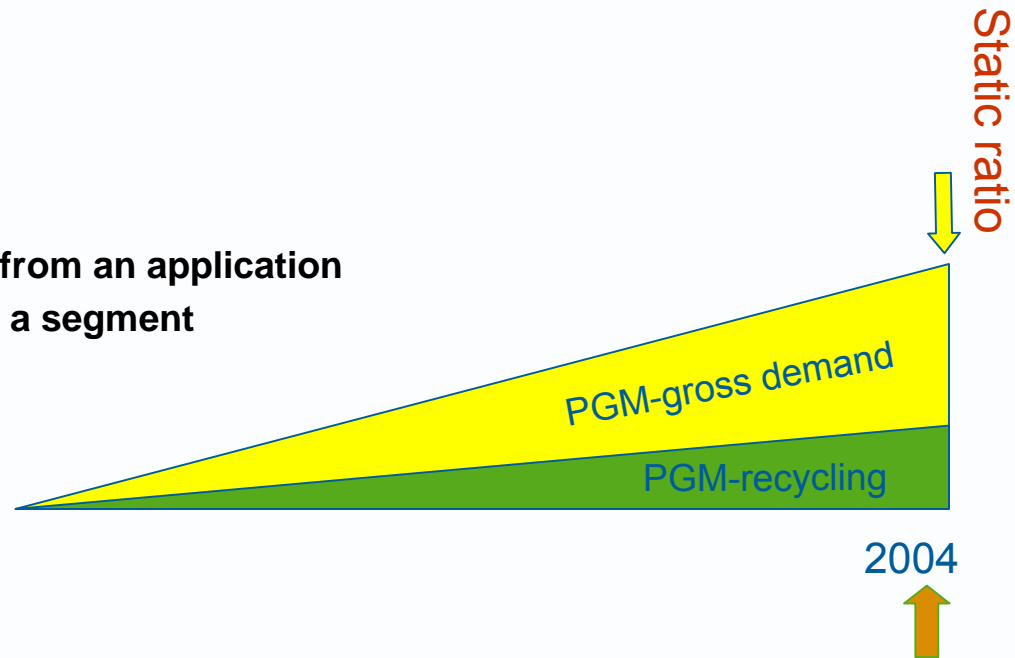 Static ratio
from an application
a segment
PGM-gross demand
PGM-recycling
2004